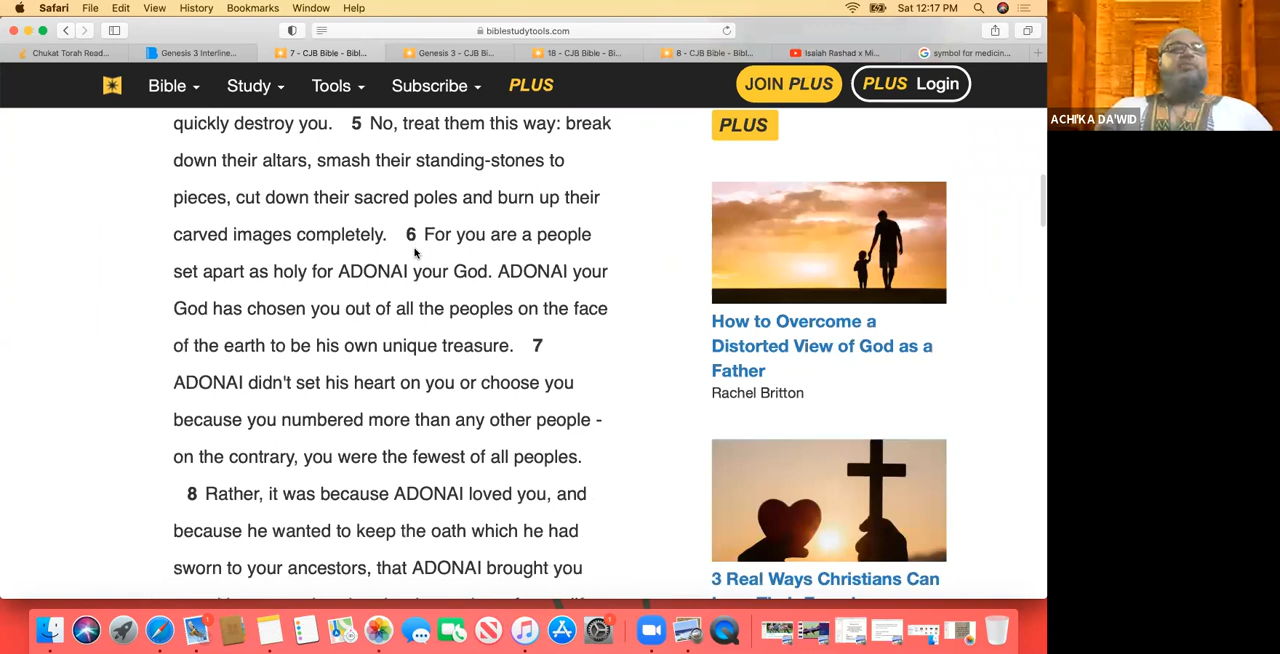 Safari File Edit View History Bookmarks Window Help
Sat 12:17 PM
biblestudytools.com
Chukat Torah Read...
Genesis 3 Interline...
7 - CJB Bible - Bibl...
Genesis 3 - CJB Bi...
18 - CJB Bible - Bi...
8 - CJB Bible - Bibl...
Isaiah Rashad x Mi...
symbol for medicin...
Bible Study Tools Subscribe PLUS
JOIN PLUS
PLUS Login
ACHI'KA DA'WID
quickly destroy you. 5 No, treat them this way: break
down their altars, smash their standing-stones to
pieces, cut down their sacred poles and burn up their
carved images completely. 6 For you are a people
set apart as holy for ADONAI your God. ADONAI your
God has chosen you out of all the peoples on the face
of the earth to be his own unique treasure. 7
ADONAI didn't set his heart on you or choose you
because you numbered more than any other people -
on the contrary, you were the fewest of all peoples.
8 Rather, it was because ADONAI loved you, and
because he wanted to keep the oath which he had
sworn to your ancestors, that ADONAI brought you
PLUS
How to Overcome a
Distorted View of God as a
Father
Rachel Britton
3 Real Ways Christians Can